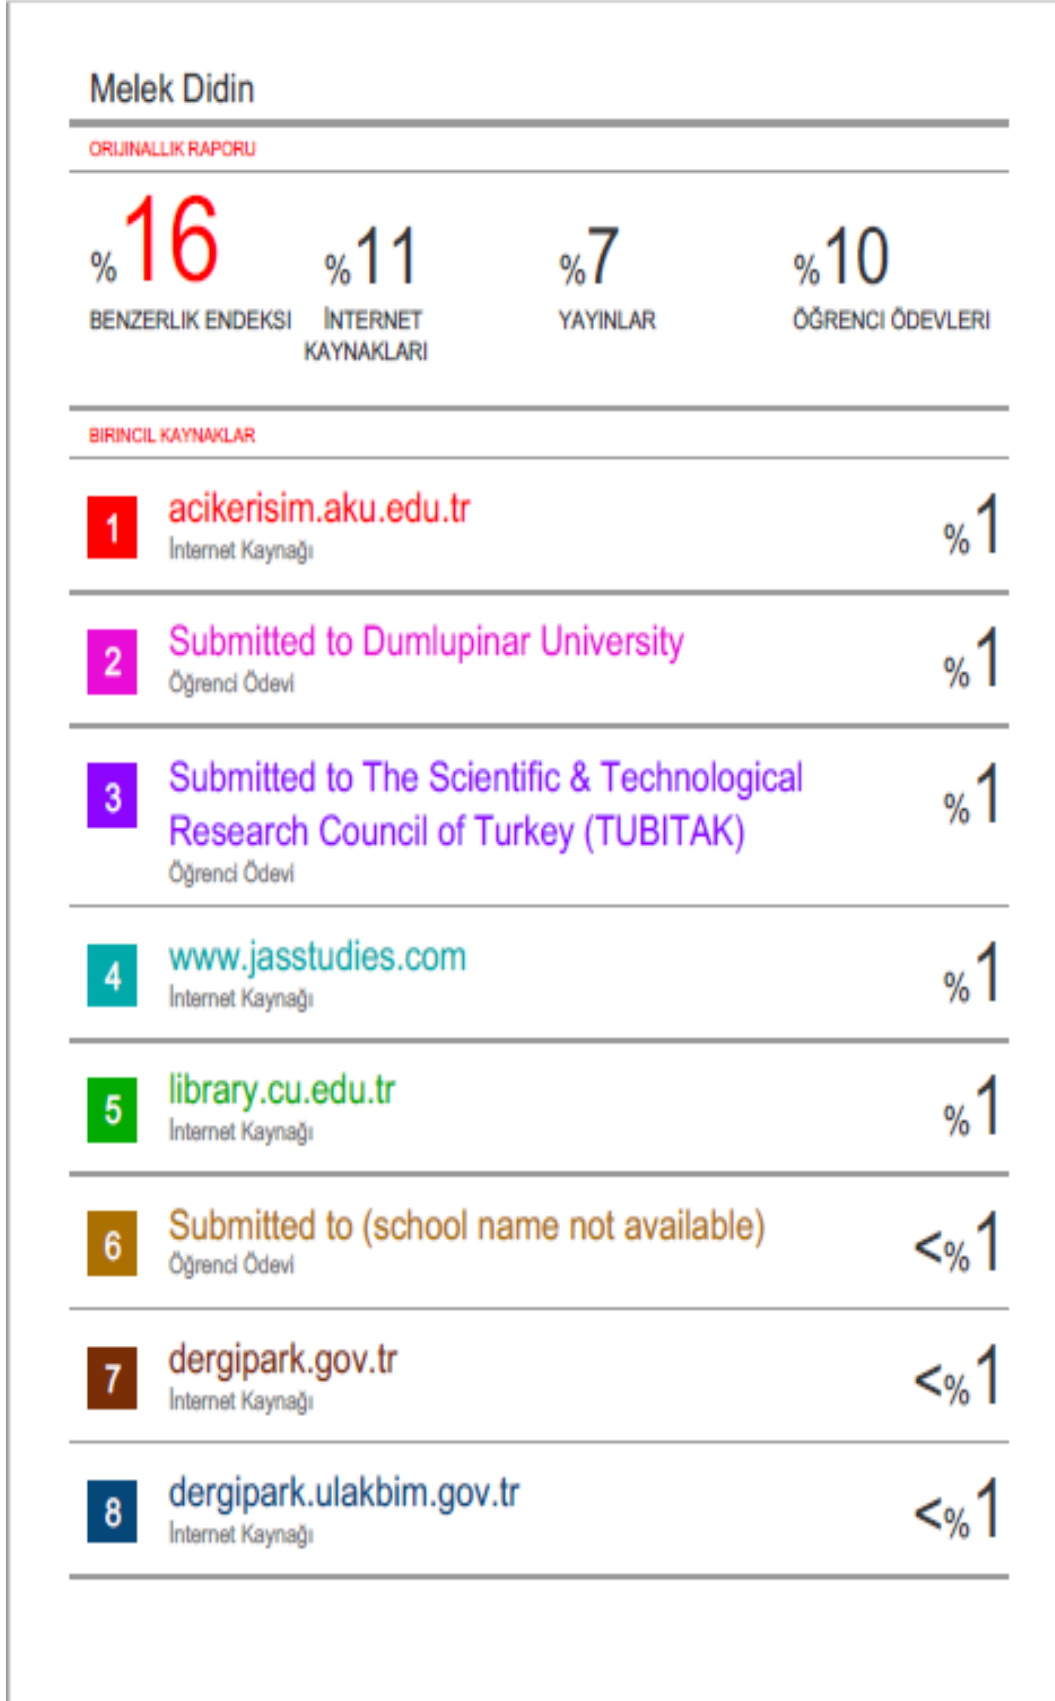 Melek Didin
ORIJINALLIK RAPORU
%16
BENZERLIK ENDEKSI
%11
İNTERNET
KAYNAKLARI
%7
YAYINLAR
%10
ÖĞRENCI ÖDEVLERI
BIRINCIL KAYNAKLAR
1 acikerisim.aku.edu.tr %1
İnternet Kaynağı
2 Submitted to Dumlupinar University %1
Öğrenci Ödevi
3 Submitted to The Scientific & Technological %1
Research Council of Turkey (TUBITAK)
Öğrenci Ödevi
4 www.jasstudies.com %1
İnternet Kaynağı
5 library.cu.edu.tr %1
İnternet Kaynağı
6 Submitted to (school name not available) <%1
Öğrenci Ödevi
7 dergipark.gov.tr <%1
İnternet Kaynağı
8 dergipark.ulakbim.gov.tr <%1
İnternet Kaynağı